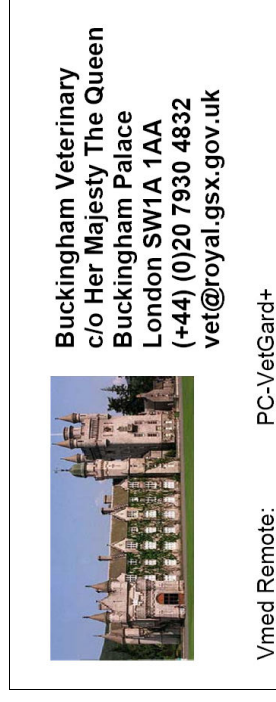 Buckingham Veterinary
c/o Her Majesty The Queen
Buckingham Palace
London SW1A 1AA
(+44) (0)20 7930 4832
vet@royal.gsx.gov.uk
Vmed Remote: PC-VetGard+